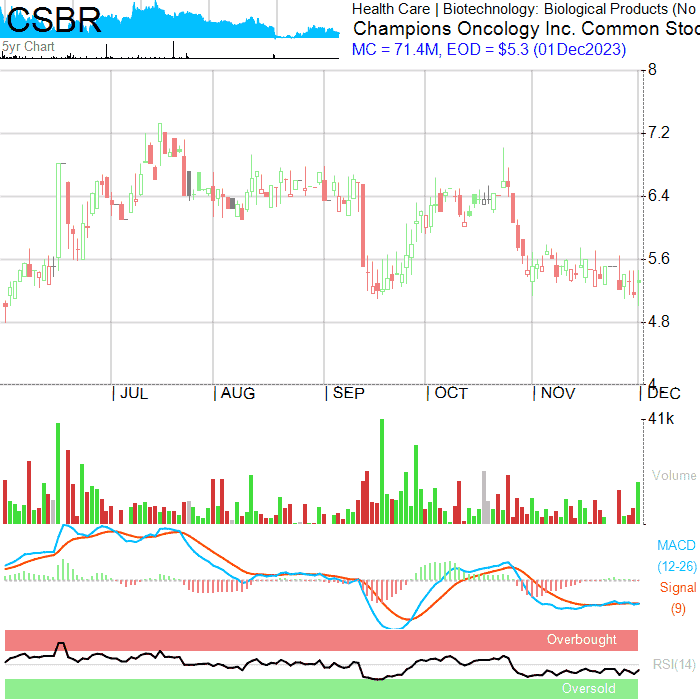 CSBR
5yr Chart
Health Care | Biotechnology: Biological Products (No
Champions Oncology Inc. Common Stoc
MC = 71.4M, EOD = $5.3 (01Dec2023)
8
7.2
6.4
5.6
4.8
4
JUL
AUG
SEP
OCT
NOV
DEC
41k
Volume
MACD
(12-26)
Signal
(9)
Overbought
RSI(14)
Oversold